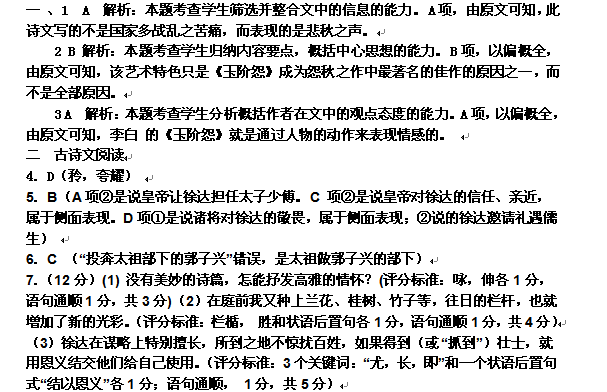 一 、1  A  解析：本题考查学生筛选并整合文中的信息的能力。A项，由原文可知，此
诗文写的不是国家多战乱之苦痛，而表现的是悲秋之声。
2 B 解析：本题考查学生归纳内容要点，概括中心思想的能力。B项，以偏概全，
由原文可知，该艺术特色只是《玉阶怨》成为怨秋之作中最著名的佳作的原因之一，而
不是全部原因。
3 A  解析：本题考查学生分析概括作者在文中的观点态度的能力。A项，以偏概全，
由原文可知，李白 的《玉阶怨》就是通过人物的动作来表现情感的。
二  古诗文阅读
4. D（矜，夸耀）
5. B（A 项②是说皇帝让徐达担任太子少傅。C 项②是说皇帝对徐达的信任、亲近，
属于侧面表现。D 项①是说诸将对徐达的敬畏，属于侧面表现；②说的徐达邀请礼遇儒
生）
6. C （“投奔太祖部下的郭子兴”错误，是太祖做郭子兴的部下）
7.（12 分）(1) 没有美妙的诗篇，怎能抒发高雅的情怀？(评分标准：咏，伸各 1 分，
语句通顺 1 分，共 3 分)（2）在庭前我又种上兰花、桂树、竹子等，往日的栏杆，也就
增加了新的光彩。（评分标准：栏楯， 胜和状语后置句各 1 分，语句通顺 1 分，共 4 分）
（3）徐达在谋略上特别擅长，所到之地不惊扰百姓，如果得到（或“抓到”）壮士，就
用恩义结交他们给自己使用。（评分标准：3 个关键词：“尤，长，即”和一个状语后置句
式“结以恩义”各 1 分；语句通顺， 1 分，共 5 分）